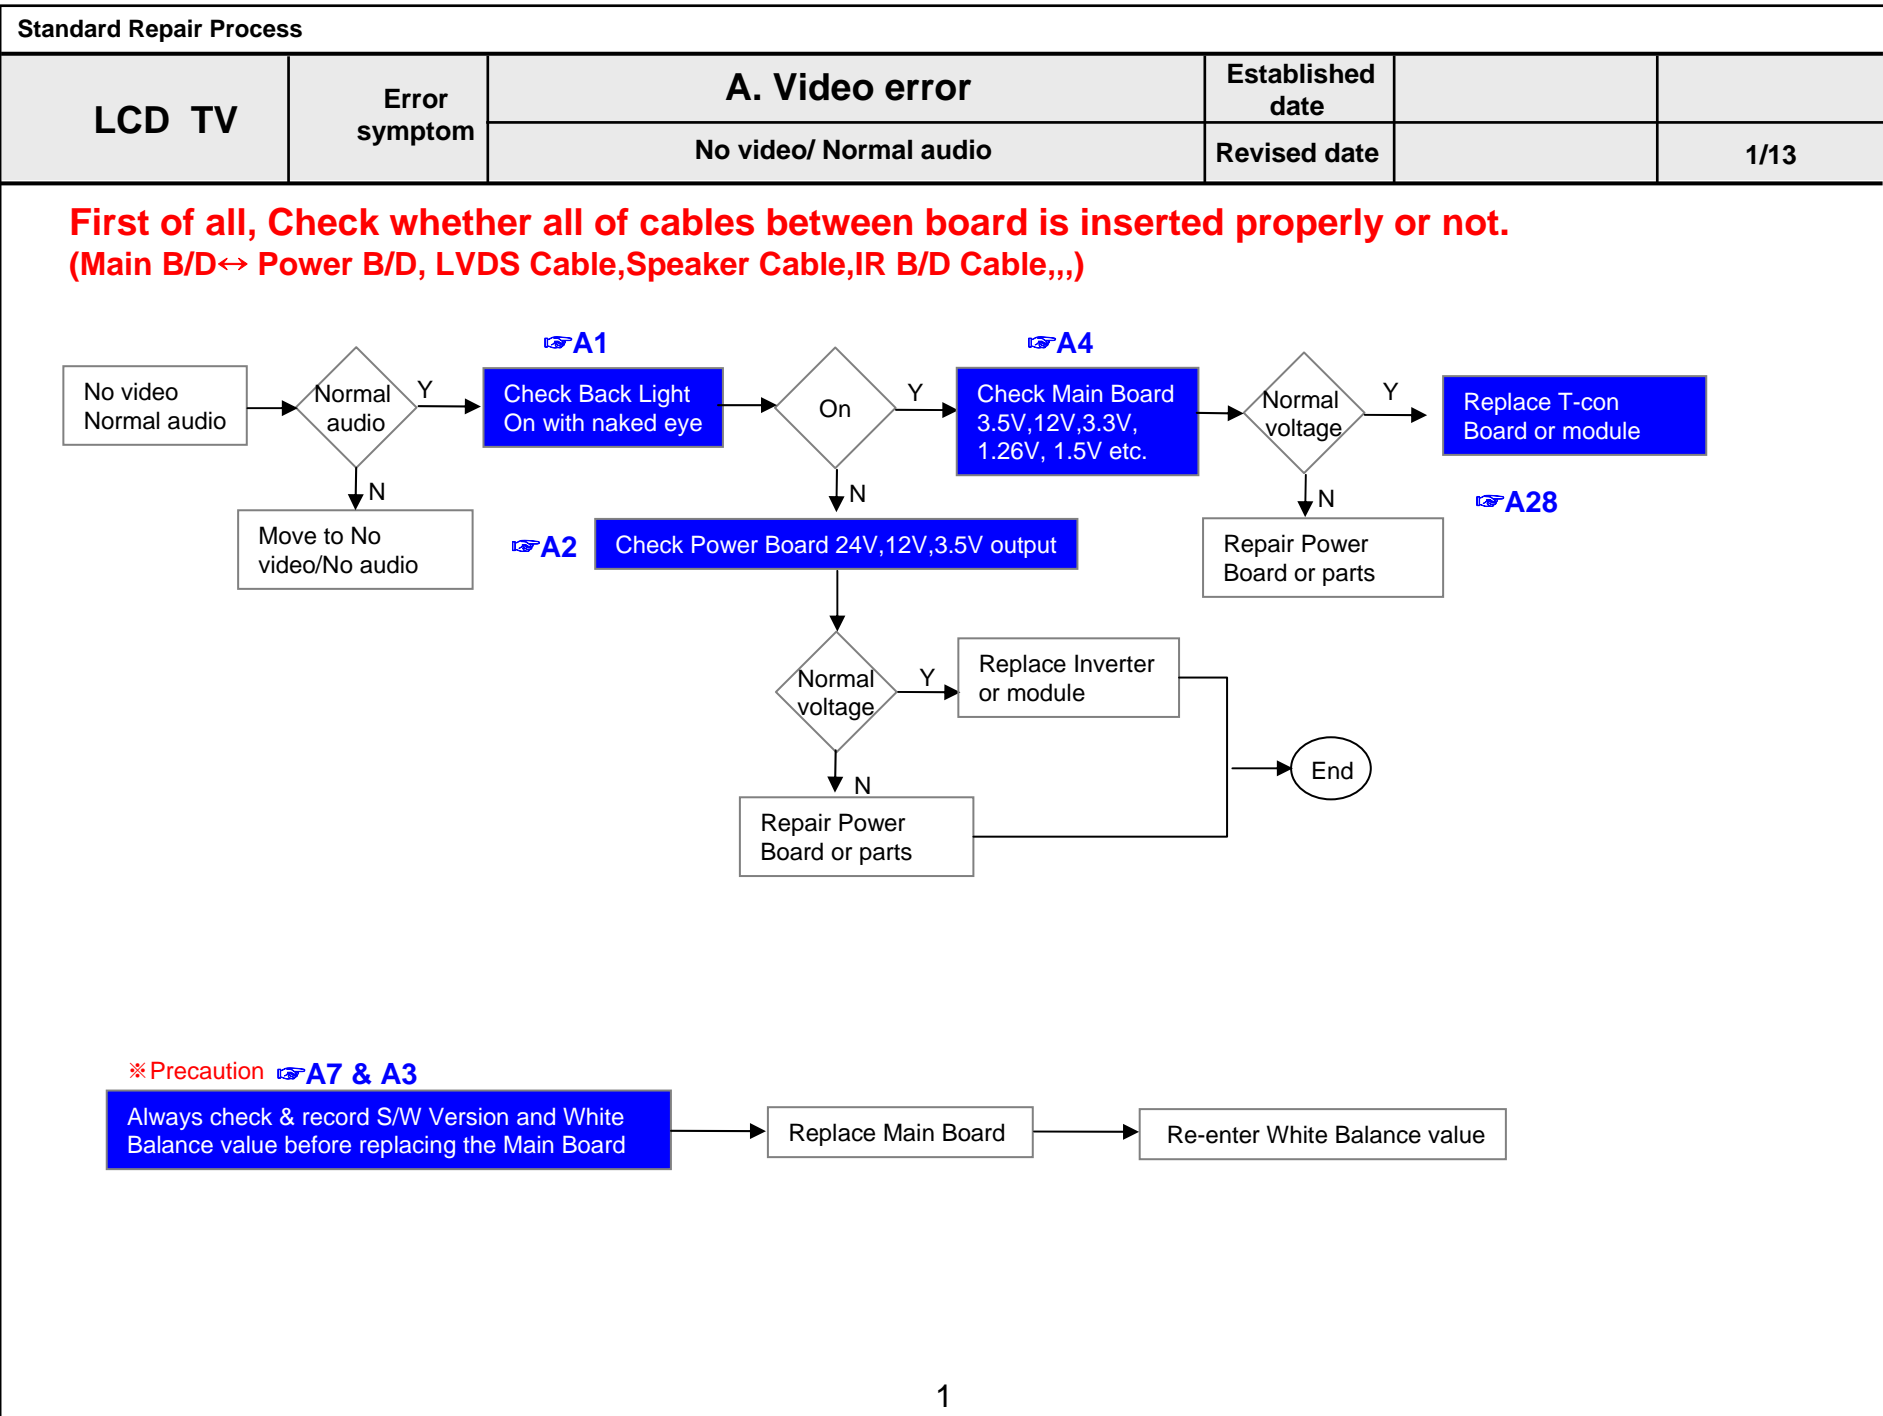 Standard Repair Process
LCD TV
Error
symptom
A. Video error
No video/ Normal audio
Established
date
Revised date
1/13
First of all, Check whether all of cables between board is inserted properly or not.
(Main B/D↔ Power B/D, LVDS Cable,Speaker Cable,IR B/D Cable,,,)
☞A1
☞A4
No video
Normal audio
Normal
audio
Y
Check Back Light
On with naked eye
On
Y
Check Main Board
3.5V,12V,3.3V,
1.26V, 1.5V etc.
Normal
voltage
Y
Replace T-con
Board or module
N
N
N
☞A28
Move to No
video/No audio
☞A2
Check Power Board 24V,12V,3.5V output
Repair Power
Board or parts
Normal
voltage
Y
Replace Inverter
or module
N
End
Repair Power
Board or parts
※Precaution ☞A7 & A3
Always check & record S/W Version and White
Balance value before replacing the Main Board
Replace Main Board
Re-enter White Balance value
1